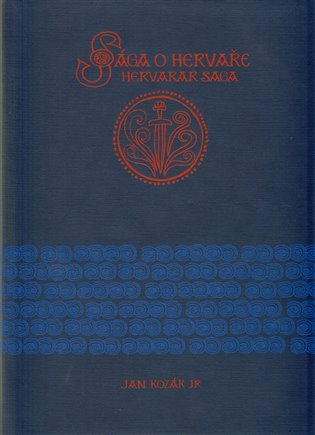 SÁGA O HERVAŘE
HERVARAR SAGA
JAN KOZÁK JR